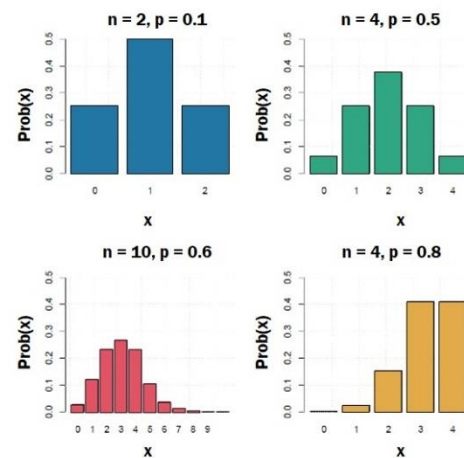 n = 2, p = 0.1
Prob(x)
0.5
0.4
0.3
0.2
0.1
0.0
0 1 2
x
n = 4, p = 0.5
Prob(x)
0.5
0.4
0.3
0.2
0.1
0.0
0 1 2 3 4
x
n = 10, p = 0.6
Prob(x)
0.5
0.4
0.3
0.2
0.1
0.0
0 1 2 3 4 5 6 7 8 9
x
n = 4, p = 0.8
Prob(x)
0.5
0.4
0.3
0.2
0.1
0.0
0 1 2 3 4
x